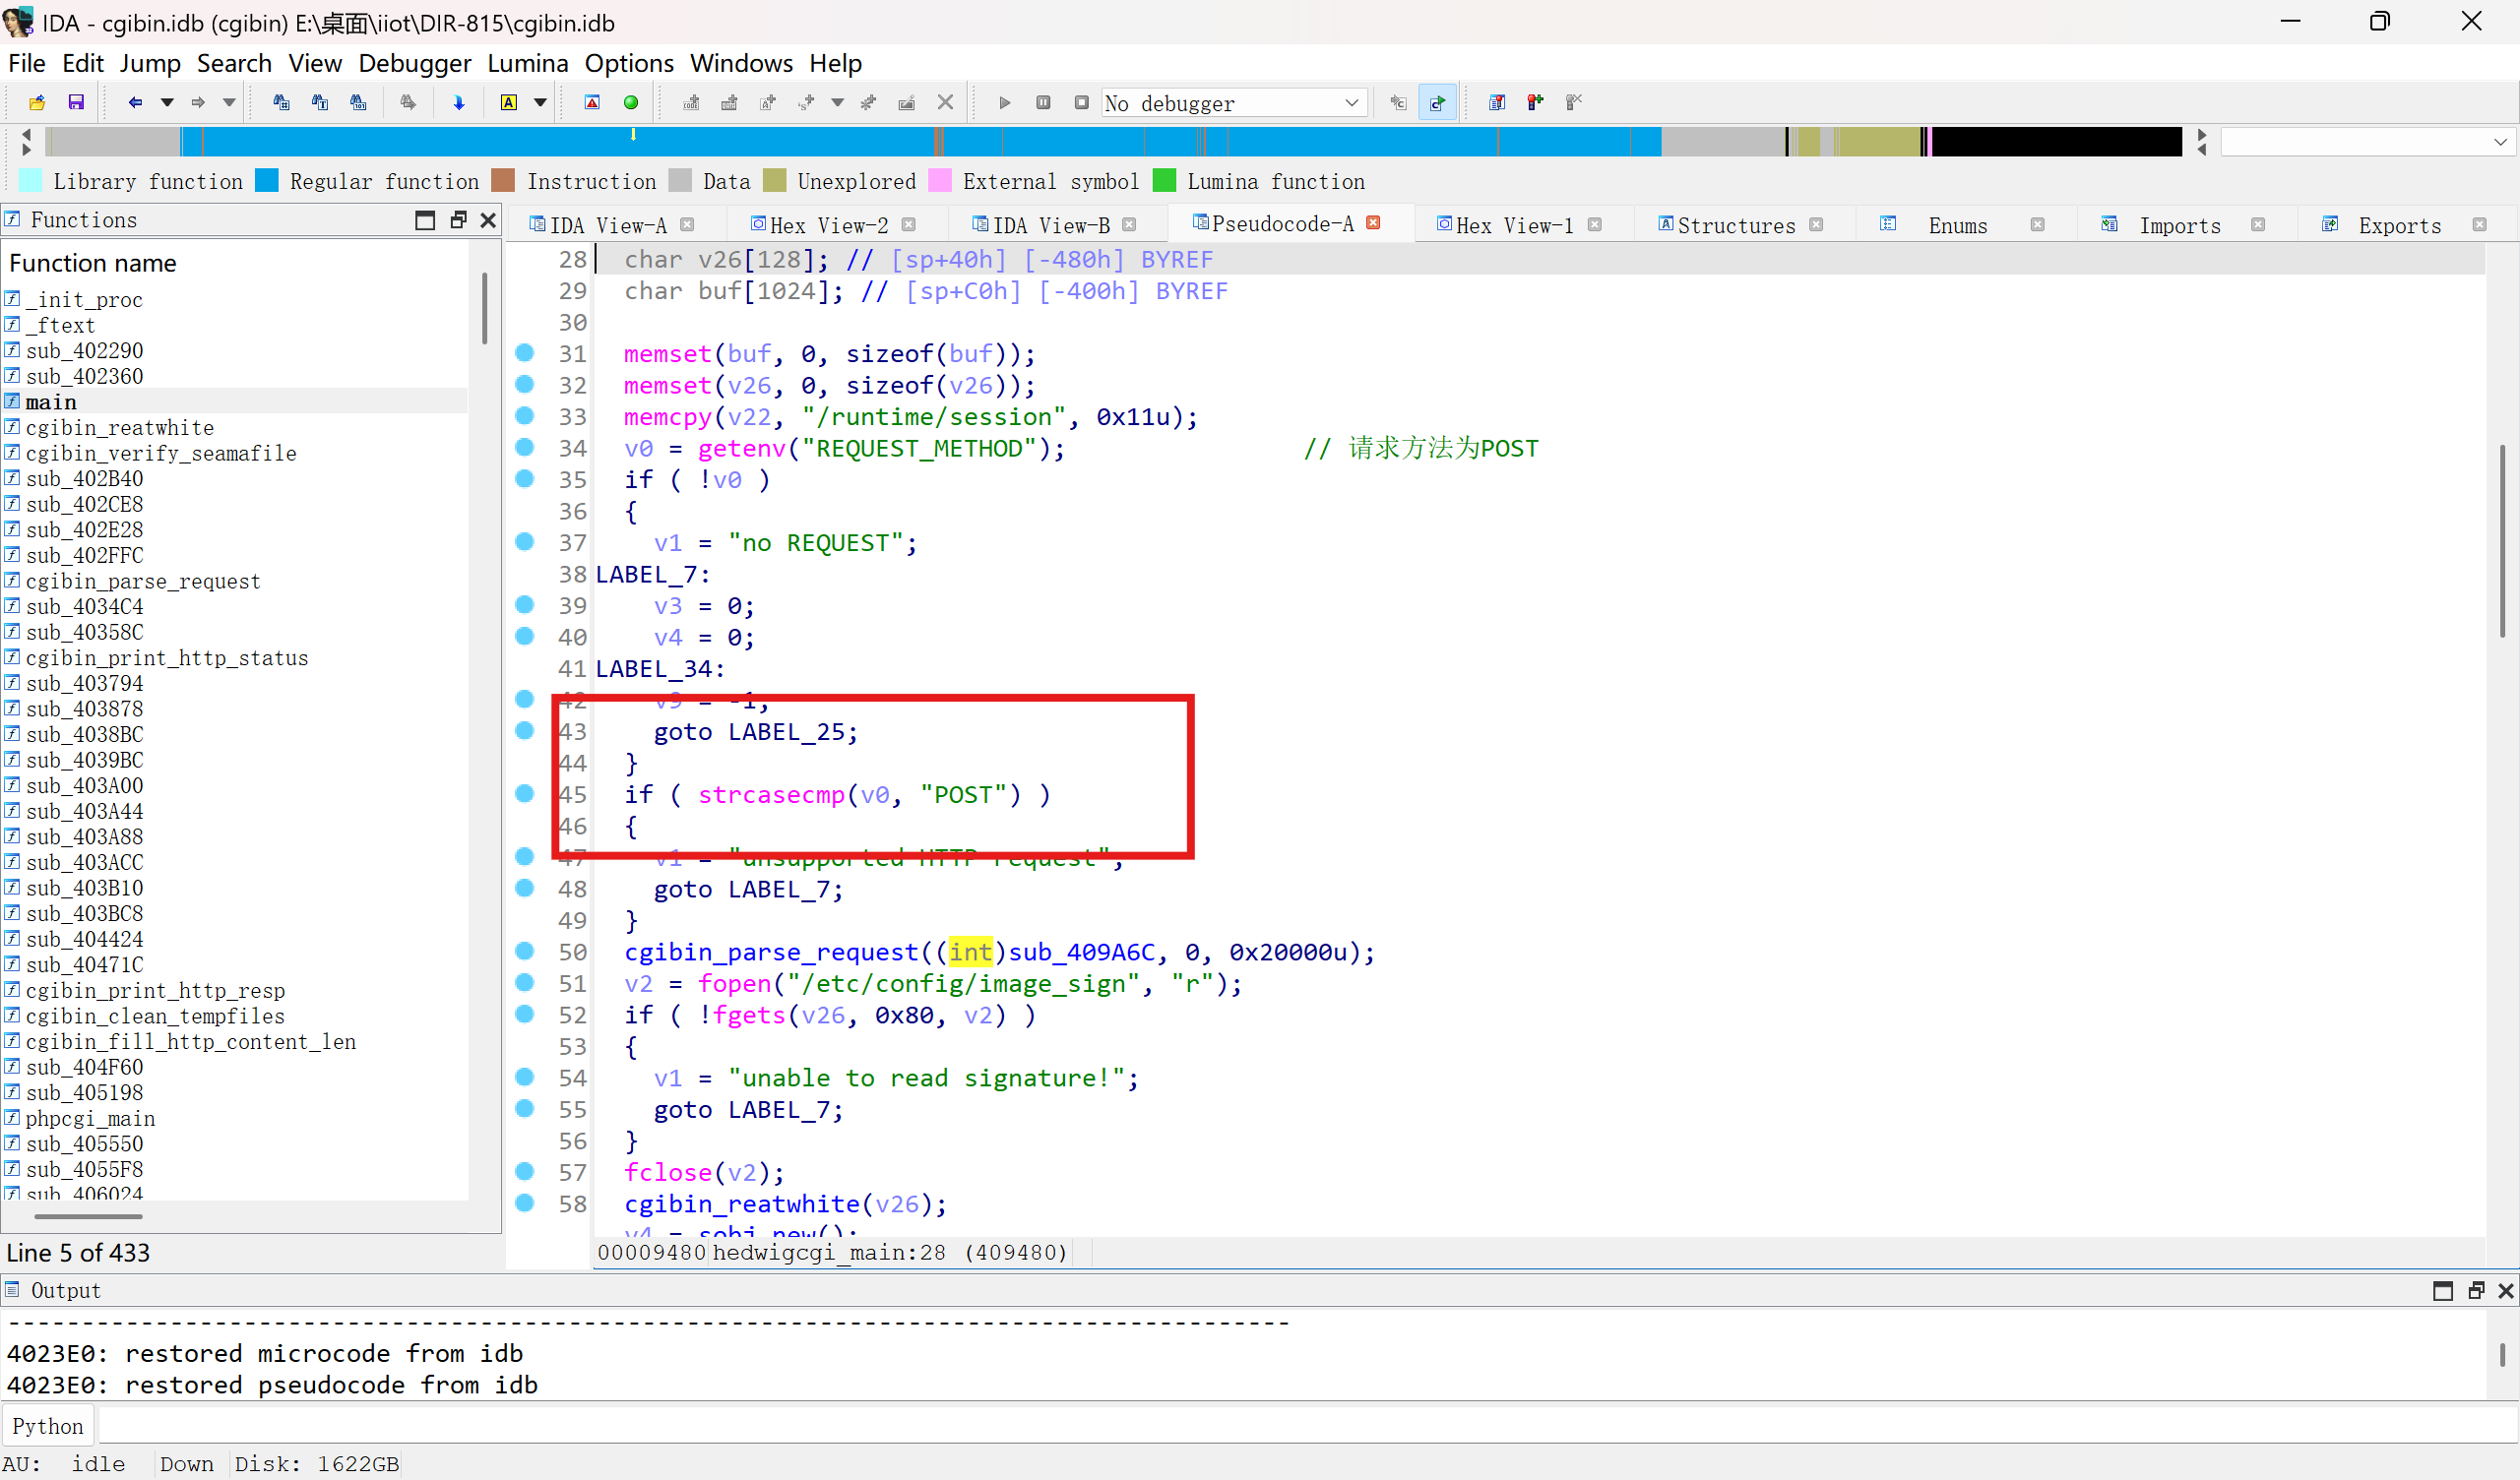 IDA - cgibin.idb (cgibin) E:\桌面\iiot\DIR-815\cgibin.idb
File Edit Jump Search View Debugger Lumina Options Windows Help
No debugger
Library function Regular function Instruction Data Unexplored External symbol Lumina function
Functions
IDA View-A Hex View-2 IDA View-B Pseudocode-A Hex View-1 Structures Enums Imports Exports
Function name
_init_proc
_ftext
sub_402290
sub_402360
main
cgibin_reatwhite
cgibin_verify_seamafile
sub_402B40
sub_402CE8
sub_402E28
sub_402FFC
cgibin_parse_request
sub_4034C4
sub_40358C
cgibin_print_http_status
sub_403794
sub_403878
sub_4038BC
sub_4039BC
sub_403A00
sub_403A44
sub_403A88
sub_403ACC
sub_403B10
sub_403BC8
sub_404424
sub_40471C
cgibin_print_http_resp
cgibin_clean_tempfiles
cgibin_fill_http_content_len
sub_404F60
sub_405198
phpcgi_main
sub_405550
sub_4055F8
sub_406024
Line 5 of 433
28 char v26[128]; // [sp+40h] [-480h] BYREF
29 char buf[1024]; // [sp+C0h] [-400h] BYREF
30
31 memset(buf, 0, sizeof(buf));
32 memset(v26, 0, sizeof(v26));
33 memcpy(v22, "/runtime/session", 0x11u);
34 v0 = getenv("REQUEST_METHOD"); // 请求方法为POST
35 if ( !v0 )
36 {
37 v1 = "no REQUEST";
38 LABEL_7:
39 v3 = 0;
40 v4 = 0;
41 LABEL_34:
42 v9 = -1;
43 goto LABEL_25;
44 }
45 if ( strcasecmp(v0, "POST") )
46 {
47 v1 = "unsupported HTTP request";
48 goto LABEL_7;
49 }
50 cgibin_parse_request((int)sub_409A6C, 0, 0x20000u);
51 v2 = fopen("/etc/config/image_sign", "r");
52 if ( !fgets(v26, 0x80, v2) )
53 {
54 v1 = "unable to read signature!";
55 goto LABEL_7;
56 }
57 fclose(v2);
58 cgibin_reatwhite(v26);
v4 = sobj_new();
00009480 hedwigcgi_main:28 (409480)
Output
--------------------------------------------------------------------------------------
4023E0: restored microcode from idb
4023E0: restored pseudocode from idb
Python
AU: idle Down Disk: 1622GB